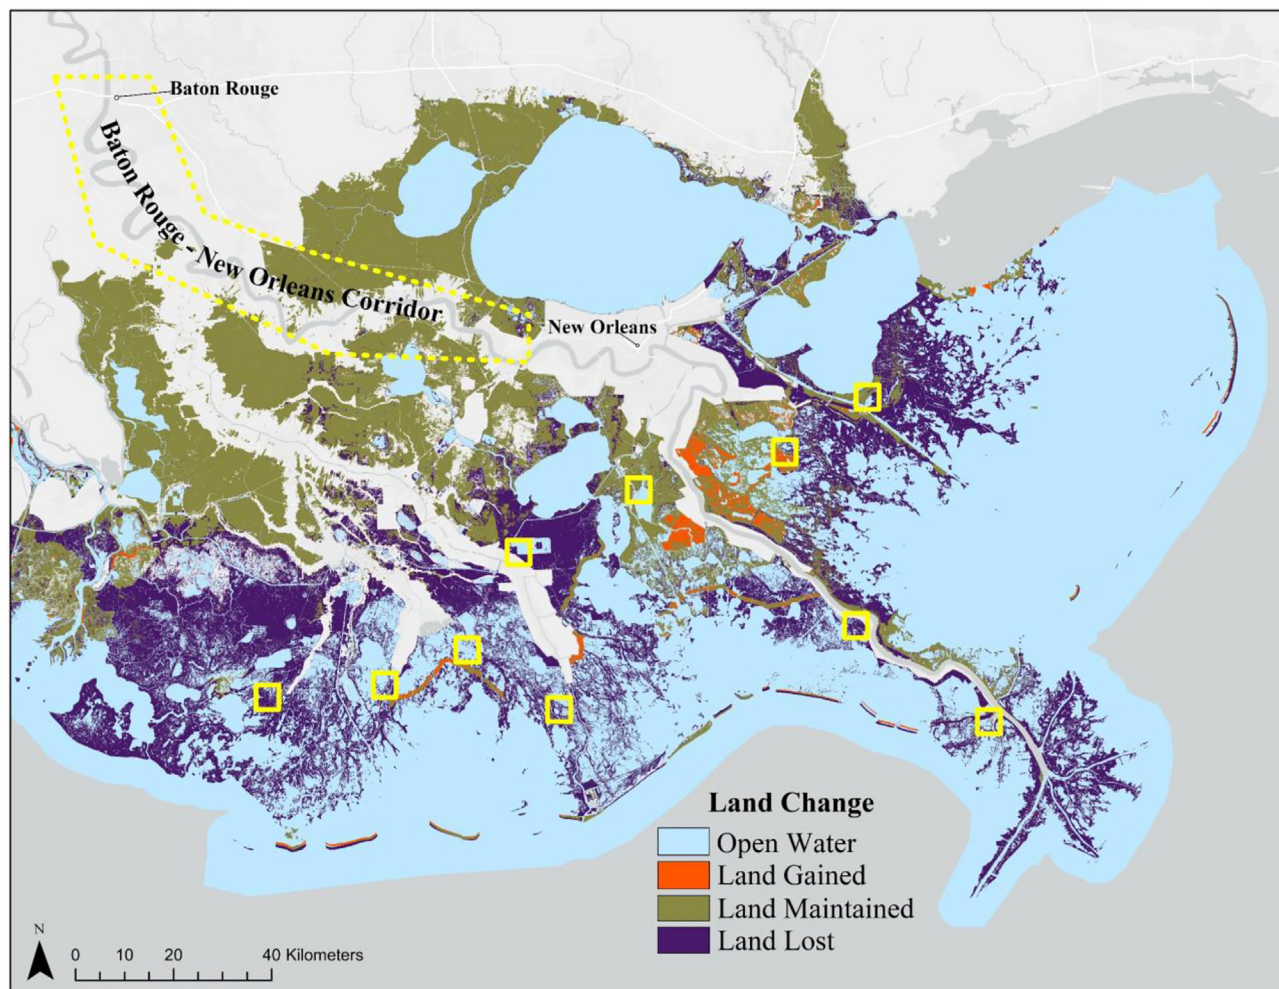 Baton Rouge
Baton Rouge - New Orleans Corridor
New Orleans
Land Change
Open Water
Land Gained
Land Maintained
Land Lost
N
0 10 20 40 Kilometers